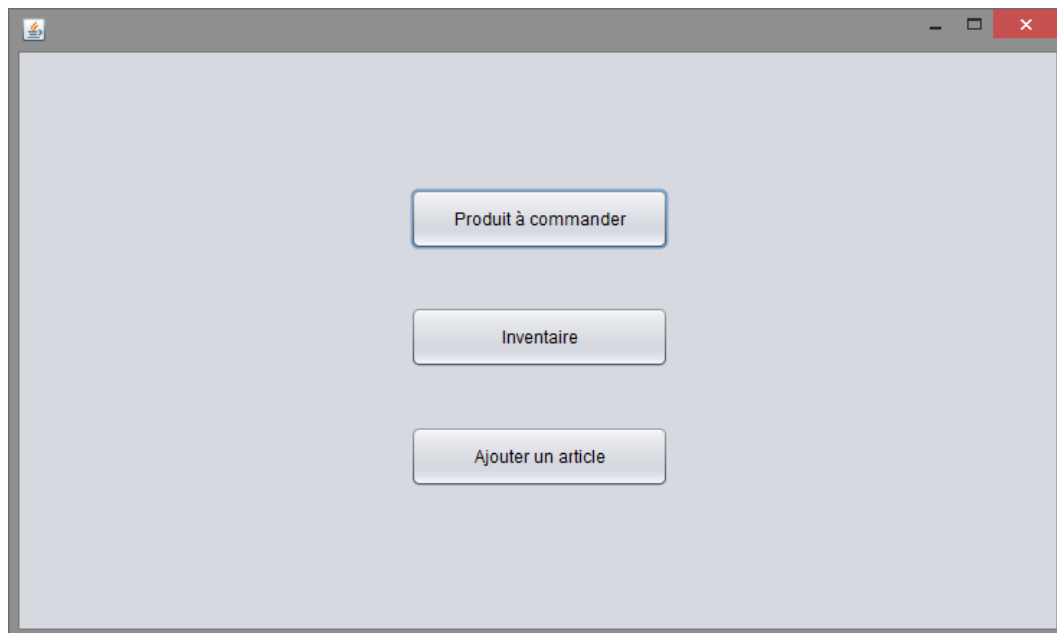 Produit à commander
Inventaire
Ajouter un article